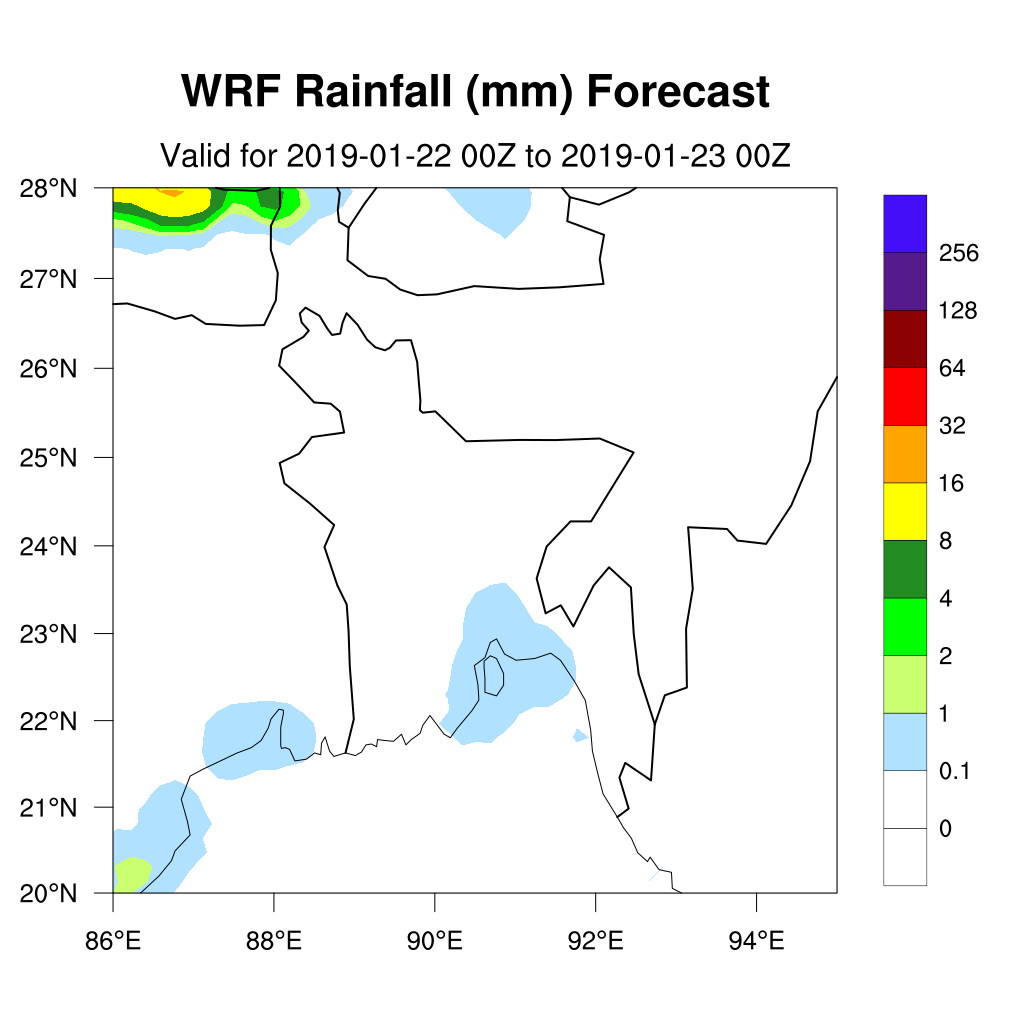 WRF Rainfall (mm) Forecast
Valid for 2019-01-22 00Z to 2019-01-23 00Z
28°N
27°N
26°N
25°N
24°N
23°N
22°N
21°N
20°N
86°E
88°E
90°E
92°E
94°E
256
128
64
32
16
8
4
2
1
0.1
0